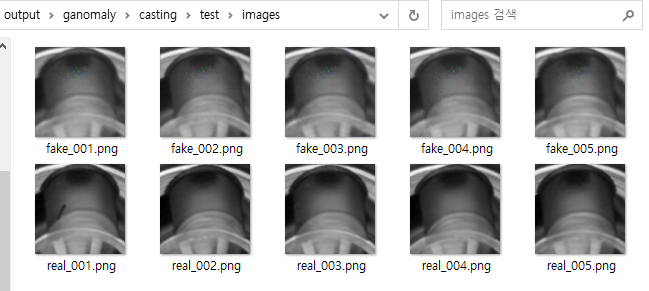 output > ganomaly > casting > test > images
images 검색
fake_001.png fake_002.png fake_003.png fake_004.png fake_005.png
real_001.png real_002.png real_003.png real_004.png real_005.png